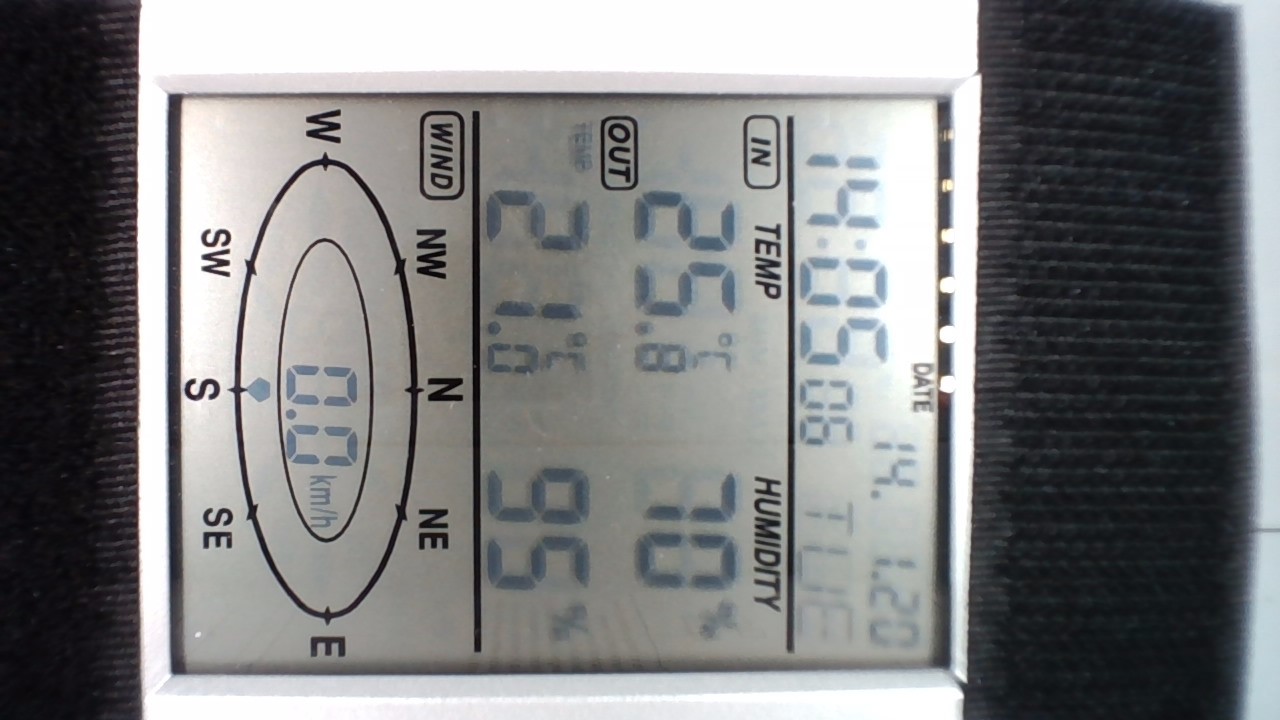 DATE 14. 1.20
14:05 06 TUE
IN TEMP HUMIDITY
25.8 °C 70 %
OUT
TEMP
21.0 °C 95 %
WIND
N
NW NE
W 0.0 km/h E
SW SE
S